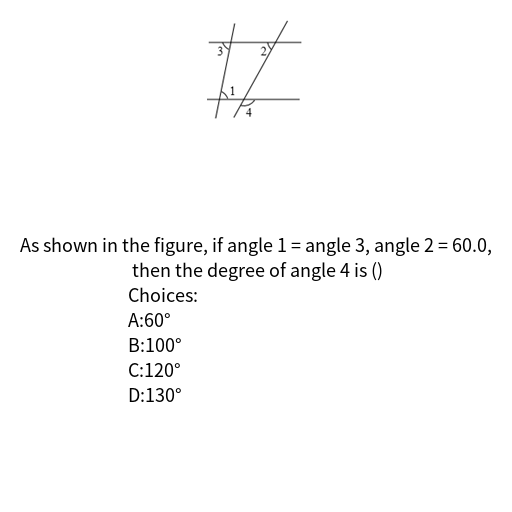 3
2
1
4
As shown in the figure, if angle 1 = angle 3, angle 2 = 60.0,
then the degree of angle 4 is ()
Choices:
A:60°
B:100°
C:120°
D:130°